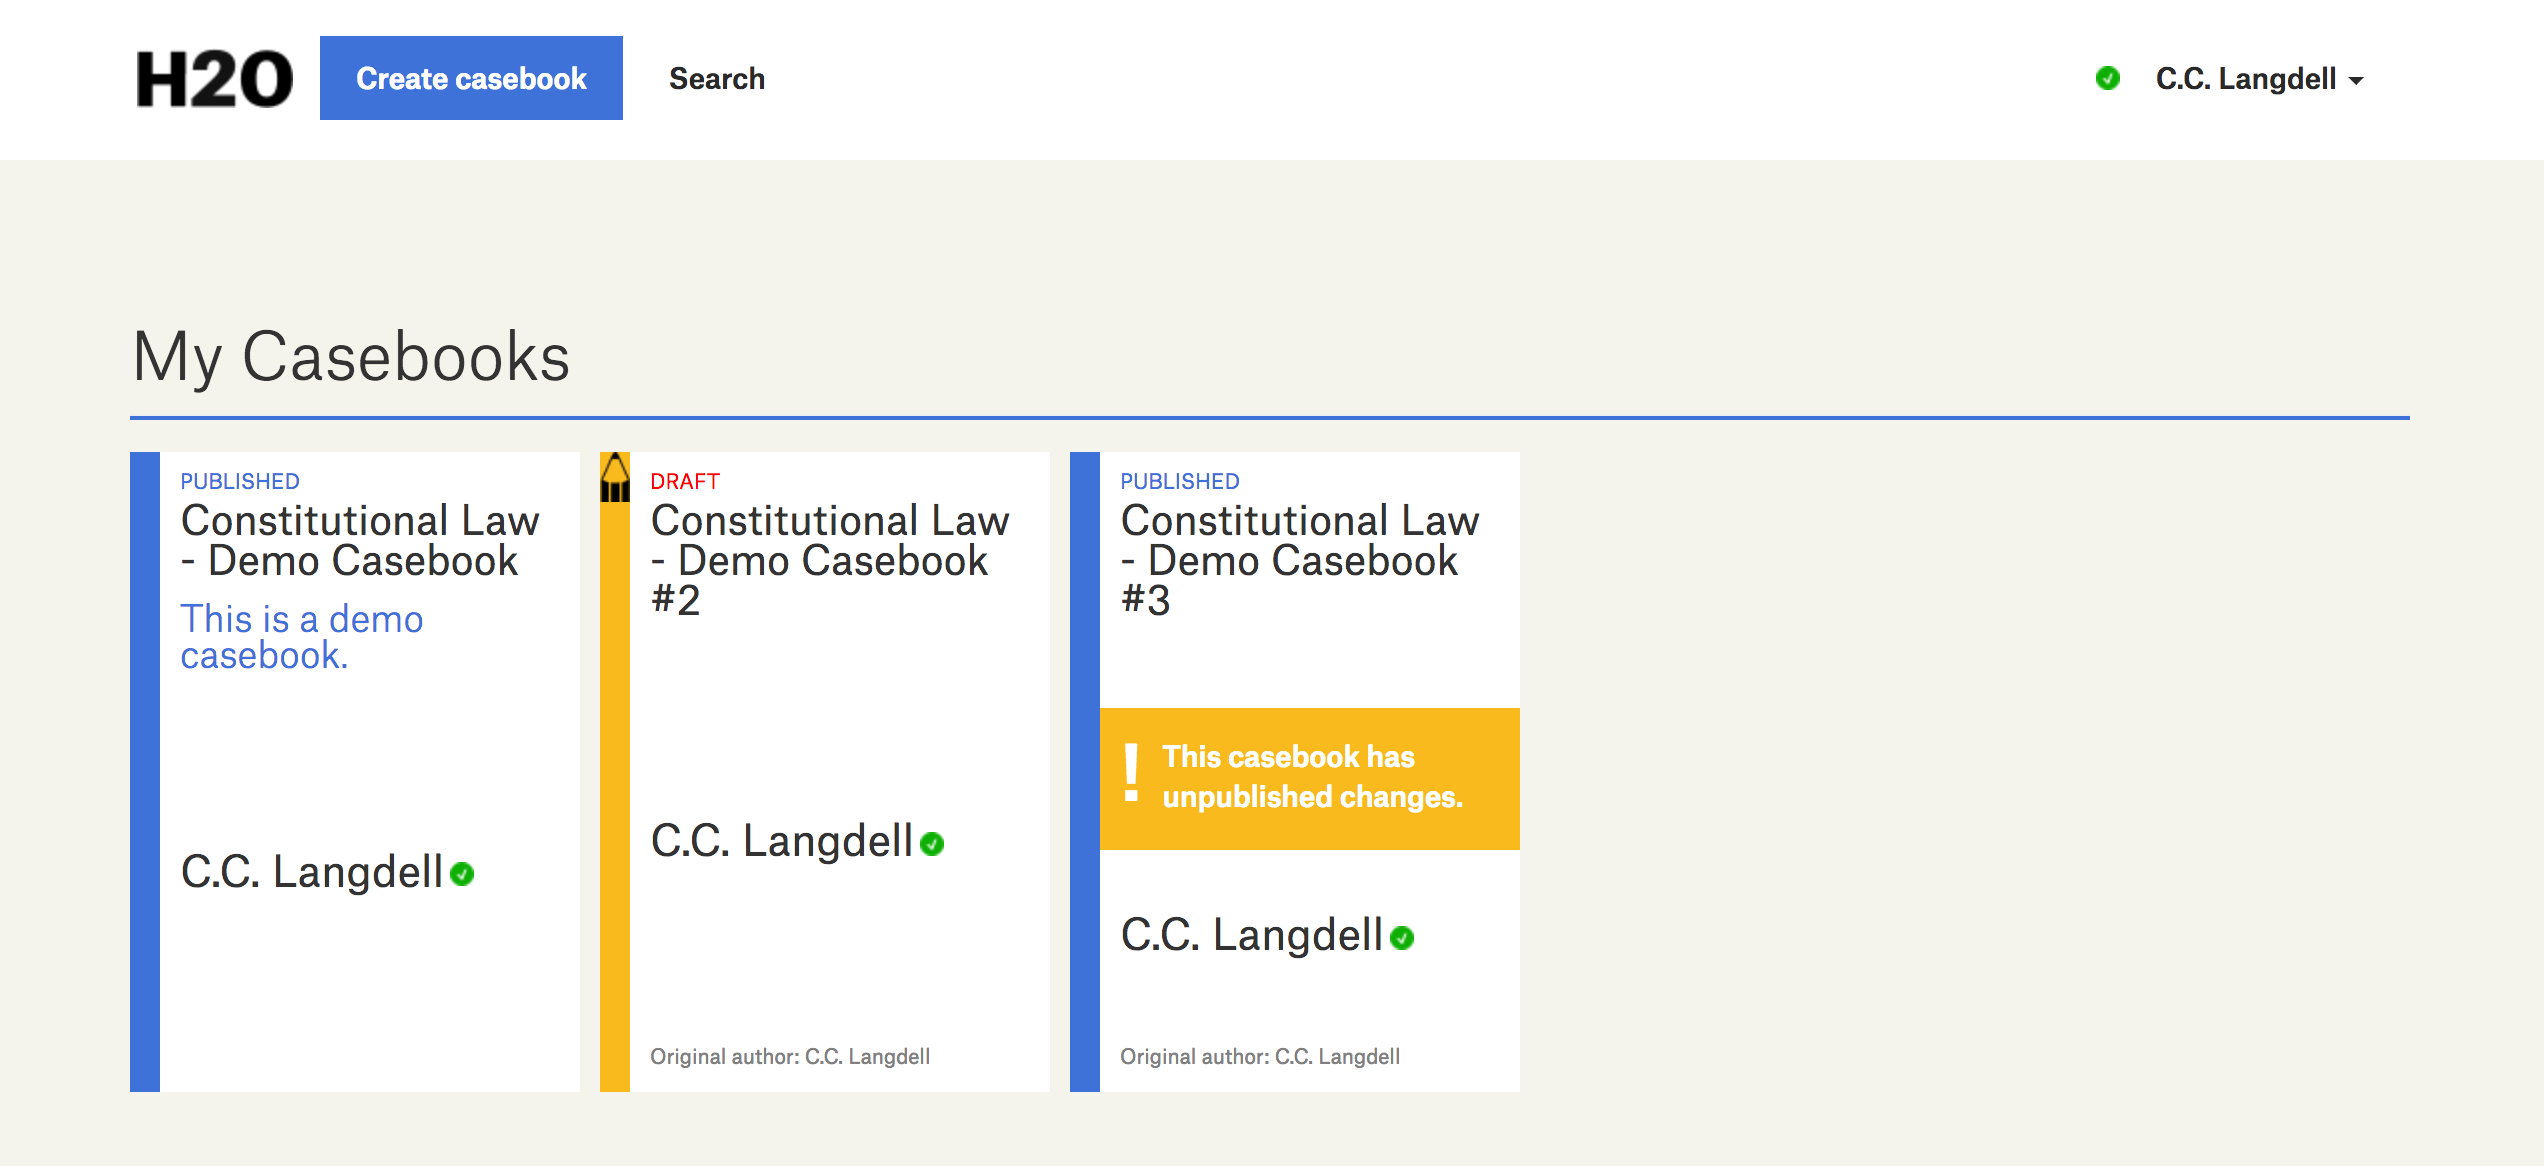 H2O Create casebook Search C.C. Langdell
My Casebooks
PUBLISHED
Constitutional Law
- Demo Casebook
This is a demo
casebook.
C.C. Langdell
DRAFT
Constitutional Law
- Demo Casebook
#2
C.C. Langdell
Original author: C.C. Langdell
PUBLISHED
Constitutional Law
- Demo Casebook
#3
! This casebook has
unpublished changes.
C.C. Langdell
Original author: C.C. Langdell